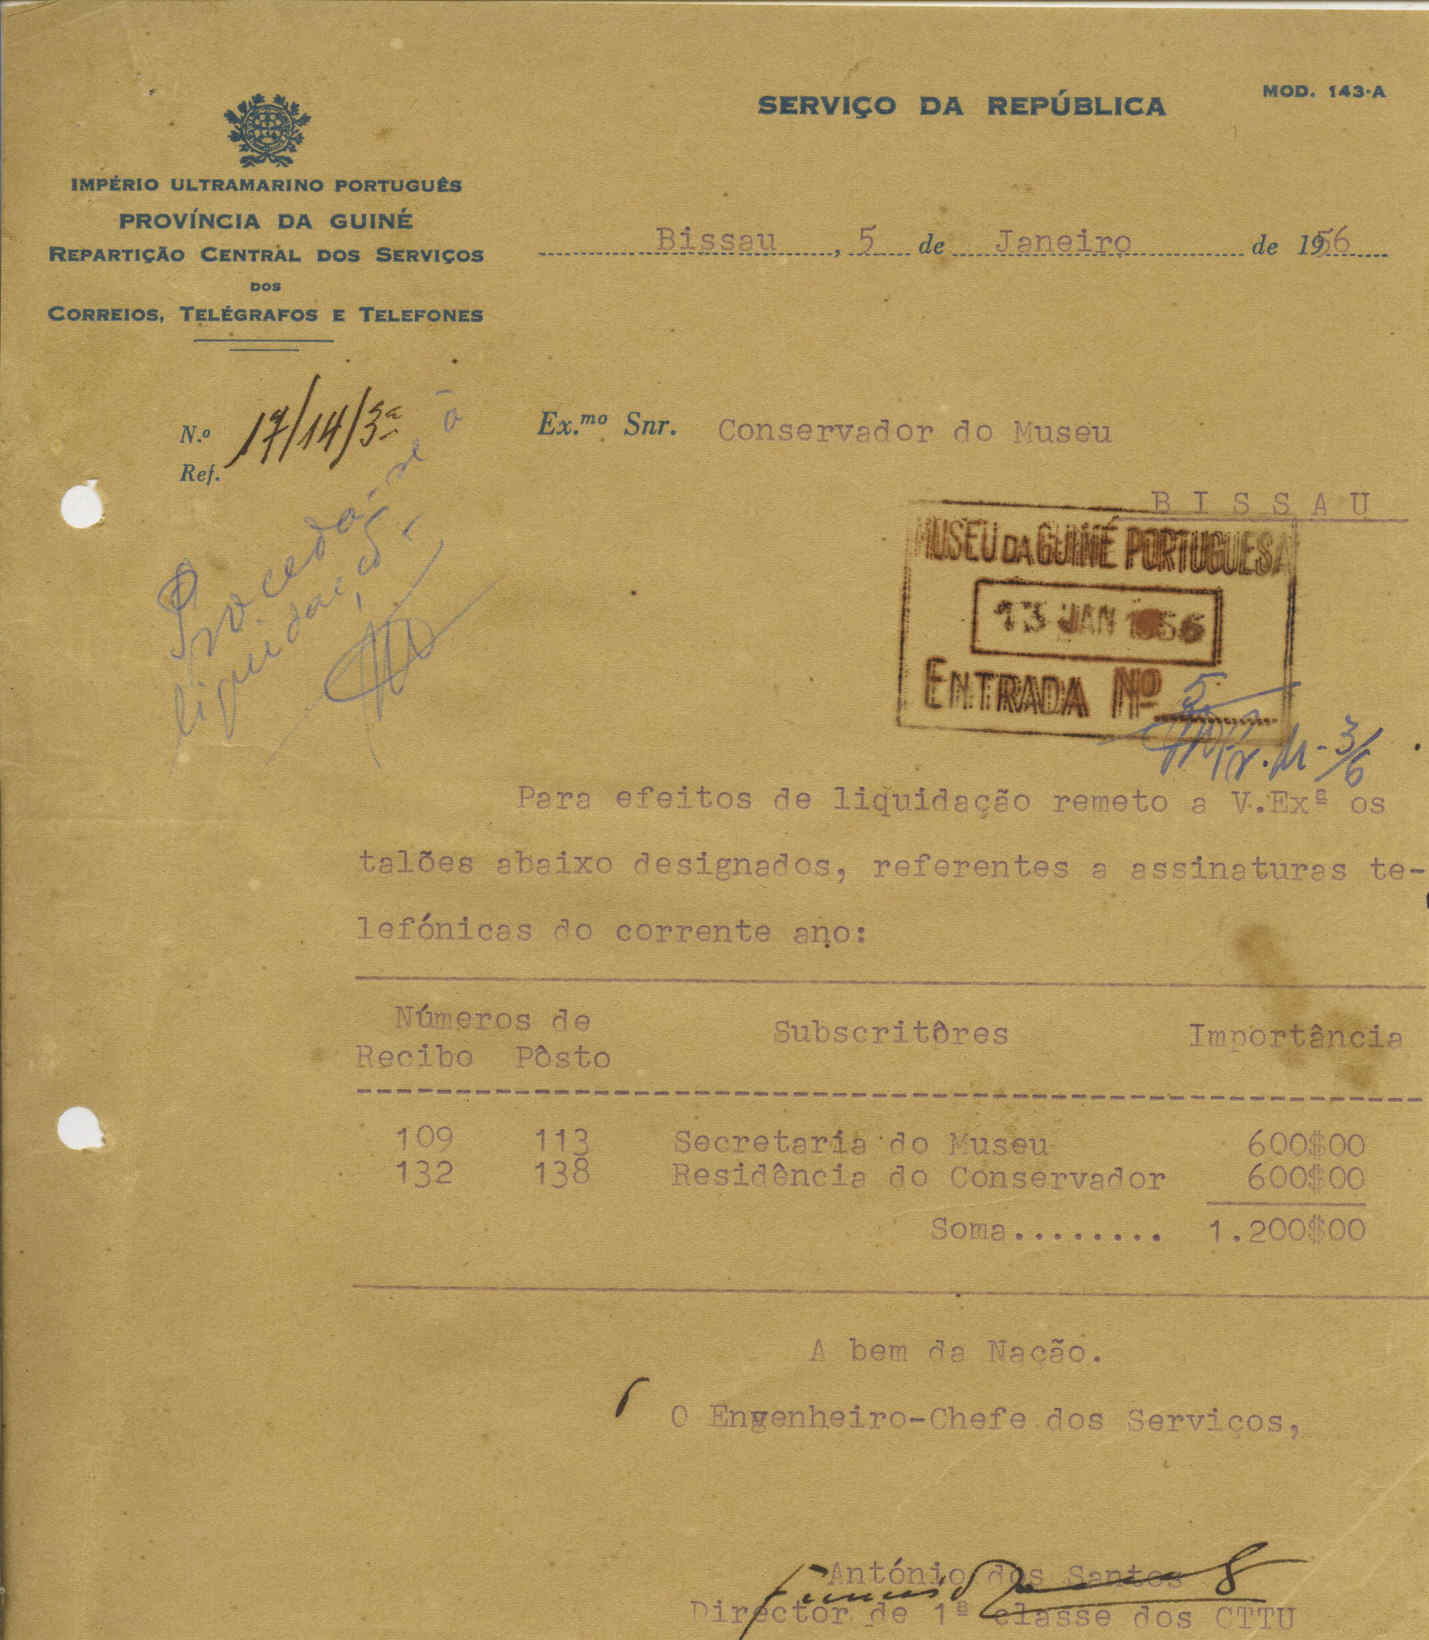 SERVIÇO DA REPÚBLICA
MOD. 143-A
IMPÉRIO ULTRAMARINO PORTUGUÊS
PROVÍNCIA DA GUINÉ
REPARTIÇÃO CENTRAL DOS SERVIÇOS
DOS
CORREIOS, TELÉGRAFOS E TELEFONES
Bissau, 5 de Janeiro de 1956
N.º 17/14/3ª
Ref.
Proceda-se à
liquidação.
Ex.mo Snr. Conservador do Museu
BISSAU
MUSEU DA GUINÉ PORTUGUESA
13 JAN 1956
ENTRADA Nº 5
3/6
Para efeitos de liquidação remeto a V.Exª os
talões abaixo designados, referentes a assinaturas te-
lefónicas do corrente ano:
Números de
Recibo Pôsto Subscritôres Importância
109 113 Secretaria do Museu 600$00
132 138 Residência do Conservador 600$00
Soma........ 1.200$00
A bem da Nação.
O Engenheiro-Chefe dos Serviços,
António dos Santos
Director de 1ª classe dos CTTU